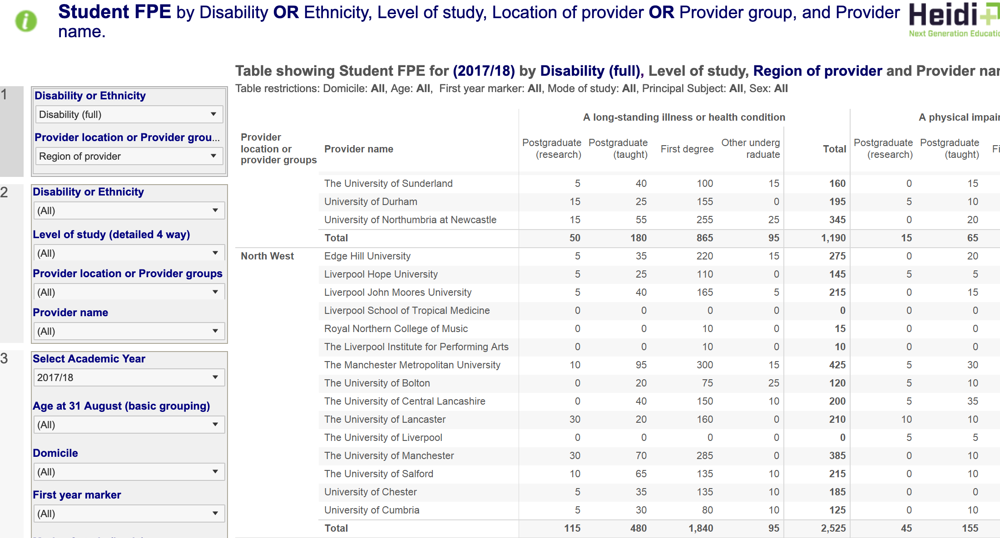 Student FPE by Disability OR Ethnicity, Level of study, Location of provider OR Provider group, and Provider
name.
Heidi+
Next Generation Educatio
Table showing Student FPE for (2017/18) by Disability (full), Level of study, Region of provider and Provider nar
Table restrictions: Domicile: All, Age: All, First year marker: All, Mode of study: All, Principal Subject: All, Sex: All
1
Disability or Ethnicity
Disability (full)
Provider location or Provider grou...
Region of provider
2
Disability or Ethnicity
(All)
Level of study (detailed 4 way)
(All)
Provider location or Provider groups
(All)
Provider name
(All)
3
Select Academic Year
2017/18
Age at 31 August (basic grouping)
(All)
Domicile
(All)
First year marker
(All)
A long-standing illness or health condition A physical impair
Provider
location or
provider groups
Provider name
Postgraduate
(research)
Postgraduate
(taught)
First degree
Other underg
raduate
Total
Postgraduate
(research)
Postgraduate
(taught)
Fi
The University of Sunderland 5 40 100 15 160 0 15
University of Durham 15 25 155 0 195 5 10
University of Northumbria at Newcastle 15 55 255 25 345 0 20
Total 50 180 865 95 1,190 15 65
North West Edge Hill University 5 35 220 15 275 0 20
Liverpool Hope University 5 25 110 0 145 5 5
Liverpool John Moores University 5 40 165 5 215 0 15
Liverpool School of Tropical Medicine 0 0 0 0 0 0 0
Royal Northern College of Music 0 0 10 0 15 0 0
The Liverpool Institute for Performing Arts 0 0 10 0 10 0 0
The Manchester Metropolitan University 10 95 300 15 425 5 30
The University of Bolton 0 20 75 25 120 5 10
The University of Central Lancashire 0 40 150 10 200 5 35
The University of Lancaster 30 20 160 0 210 10 10
The University of Liverpool 0 0 0 0 0 5 5
The University of Manchester 30 70 285 0 385 0 10
The University of Salford 10 65 135 10 215 0 10
University of Chester 5 35 135 10 185 0 0
University of Cumbria 5 30 80 10 125 0 10
Total 115 480 1,840 95 2,525 45 155